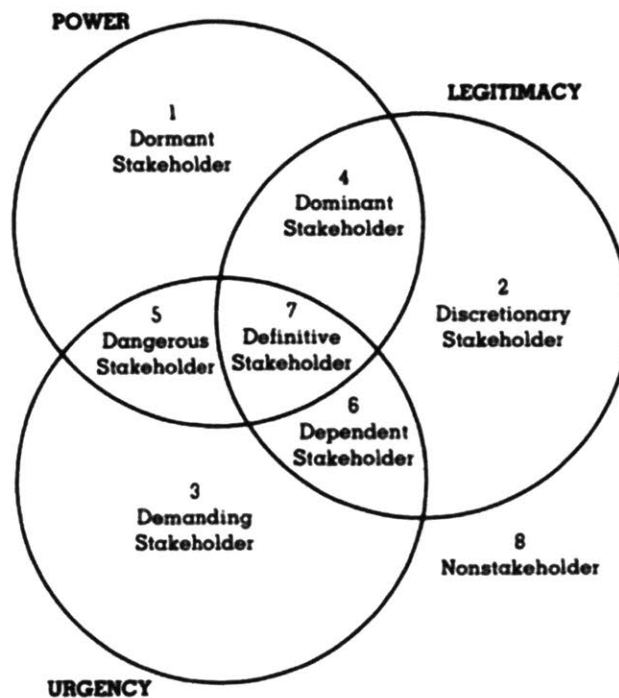 POWER
LEGITIMACY
1
Dormant
Stakeholder
4
Dominant
Stakeholder
2
Discretionary
Stakeholder
5
Dangerous
Stakeholder
7
Definitive
Stakeholder
6
Dependent
Stakeholder
3
Demanding
Stakeholder
8
Nonstakeholder
URGENCY